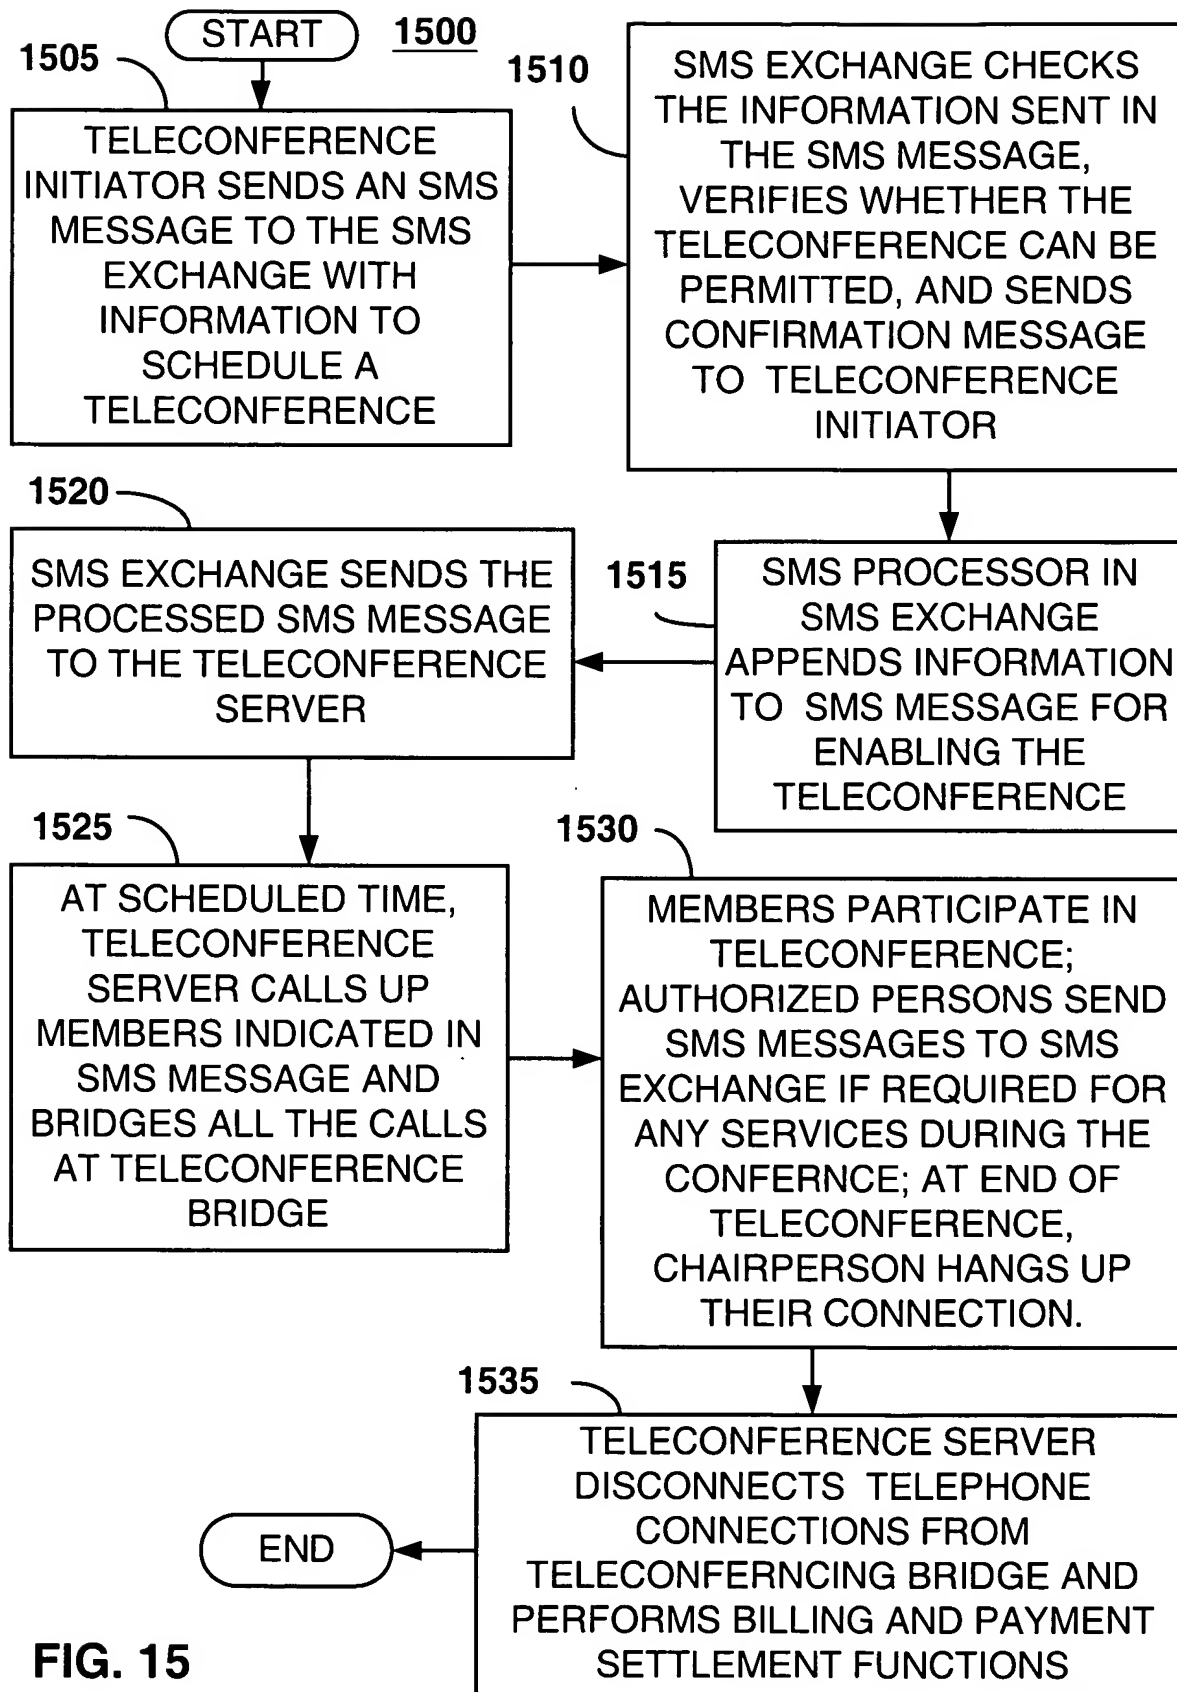 START
1500
1505
TELECONFERENCE
INITIATOR SENDS AN SMS
MESSAGE TO THE SMS
EXCHANGE WITH
INFORMATION TO
SCHEDULE A
TELECONFERENCE
1510
SMS EXCHANGE CHECKS
THE INFORMATION SENT IN
THE SMS MESSAGE,
VERIFIES WHETHER THE
TELECONFERENCE CAN BE
PERMITTED, AND SENDS
CONFIRMATION MESSAGE
TO TELECONFERENCE
INITIATOR
1515
SMS PROCESSOR IN
SMS EXCHANGE
APPENDS INFORMATION
TO SMS MESSAGE FOR
ENABLING THE
TELECONFERENCE
1520
SMS EXCHANGE SENDS THE
PROCESSED SMS MESSAGE
TO THE TELECONFERENCE
SERVER
1525
AT SCHEDULED TIME,
TELECONFERENCE
SERVER CALLS UP
MEMBERS INDICATED IN
SMS MESSAGE AND
BRIDGES ALL THE CALLS
AT TELECONFERENCE
BRIDGE
1530
MEMBERS PARTICIPATE IN
TELECONFERENCE;
AUTHORIZED PERSONS SEND
SMS MESSAGES TO SMS
EXCHANGE IF REQUIRED FOR
ANY SERVICES DURING THE
CONFERNCE; AT END OF
TELECONFERENCE,
CHAIRPERSON HANGS UP
THEIR CONNECTION.
1535
TELECONFERENCE SERVER
DISCONNECTS TELEPHONE
CONNECTIONS FROM
TELECONFERNCING BRIDGE AND
PERFORMS BILLING AND PAYMENT
SETTLEMENT FUNCTIONS
END
FIG. 15